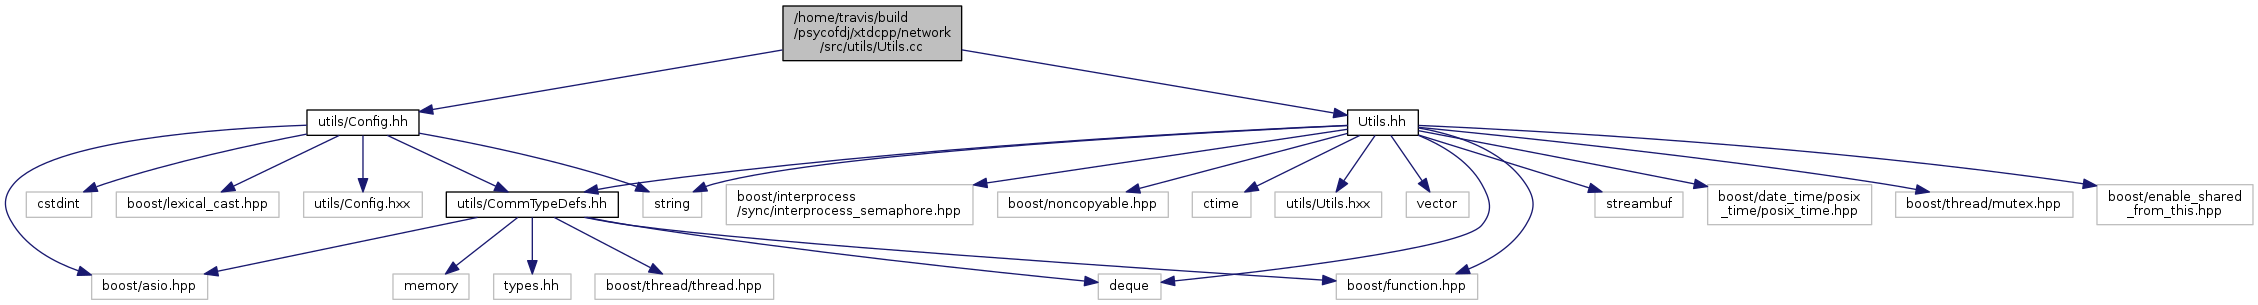 /home/travis/build
/psycofdj/xtdcpp/network
/src/utils/Utils.cc
utils/Config.hh
Utils.hh
cstdint
boost/lexical_cast.hpp
utils/Config.hxx
utils/CommTypeDefs.hh
string
boost/interprocess
/sync/interprocess_semaphore.hpp
boost/noncopyable.hpp
ctime
utils/Utils.hxx
vector
streambuf
boost/date_time/posix
_time/posix_time.hpp
boost/thread/mutex.hpp
boost/enable_shared
_from_this.hpp
boost/asio.hpp
memory
types.hh
boost/thread/thread.hpp
deque
boost/function.hpp